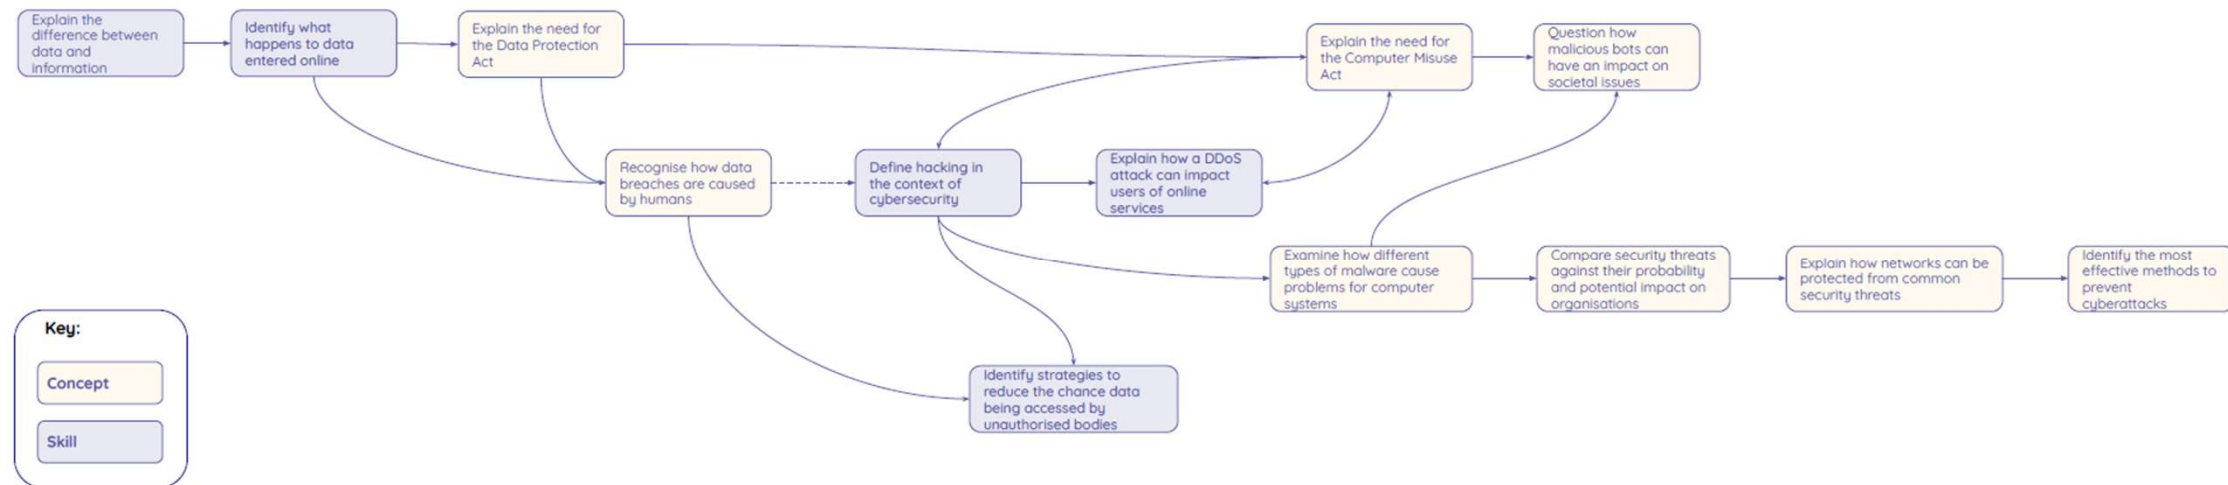 Explain the
difference between
data and
information
Identify what
happens to data
entered online
Explain the need for
the Data Protection
Act
Explain the need for
the Computer Misuse
Act
Question how
malicious bots can
have an impact on
societal issues
Recognise how data
breaches are caused
by humans
Define hacking in
the context of
cybersecurity
Explain how a DDoS
attack can impact
users of online
services
Examine how different
types of malware cause
problems for computer
systems
Compare security threats
against their probability
and potential impact on
organisations
Explain how networks can be
protected from common
security threats
Identify the most
effective methods to
prevent
cyberattacks
Identify strategies to
reduce the chance data
being accessed by
unauthorised bodies
Key:
Concept
Skill